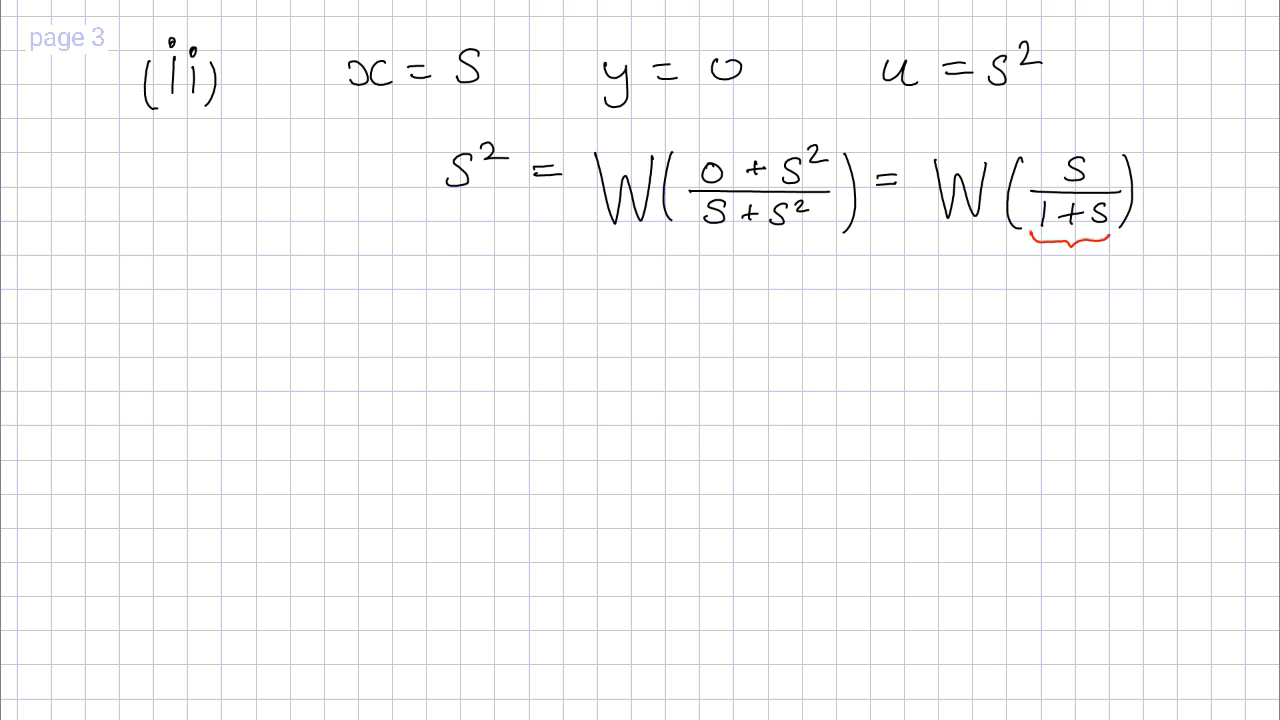 page 3
(ii) x = s y = 0 u = s²
s² = W( (0 + s²) / (s + s²) ) = W( s / (1 + s) )